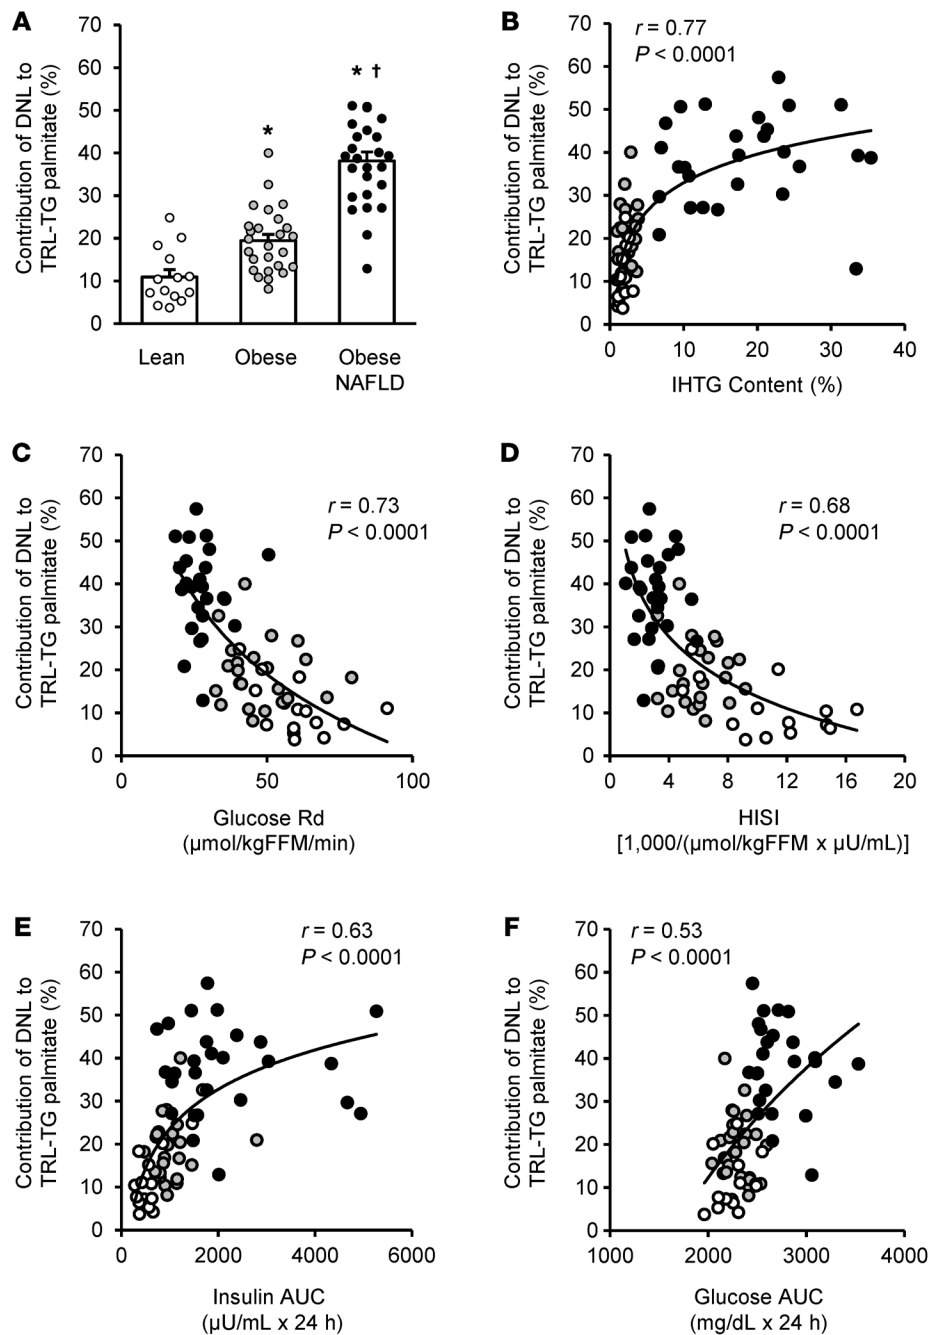 A
Contribution of DNL to
TRL-TG palmitate (%)
70
60
50
40
30
20
10
0
*
* †
Lean
Obese
Obese
NAFLD
B
Contribution of DNL to
TRL-TG palmitate (%)
70
60
50
40
30
20
10
0
r = 0.77
P < 0.0001
0 10 20 30 40
IHTG Content (%)
C
Contribution of DNL to
TRL-TG palmitate (%)
70
60
50
40
30
20
10
0
r = 0.73
P < 0.0001
0 50 100
Glucose Rd
(µmol/kgFFM/min)
D
Contribution of DNL to
TRL-TG palmitate (%)
70
60
50
40
30
20
10
0
r = 0.68
P < 0.0001
0 4 8 12 16 20
HISI
[1,000/(µmol/kgFFM x µU/mL)]
E
Contribution of DNL to
TRL-TG palmitate (%)
70
60
50
40
30
20
10
0
r = 0.63
P < 0.0001
0 2000 4000 6000
Insulin AUC
(µU/mL x 24 h)
F
Contribution of DNL to
TRL-TG palmitate (%)
70
60
50
40
30
20
10
0
r = 0.53
P < 0.0001
1000 2000 3000 4000
Glucose AUC
(mg/dL x 24 h)